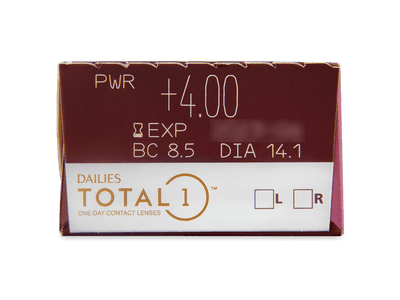 PWR +4.00
EXP
BC 8.5 DIA 14.1
DAILIES
TOTAL 1™
ONE-DAY CONTACT LENSES
L R